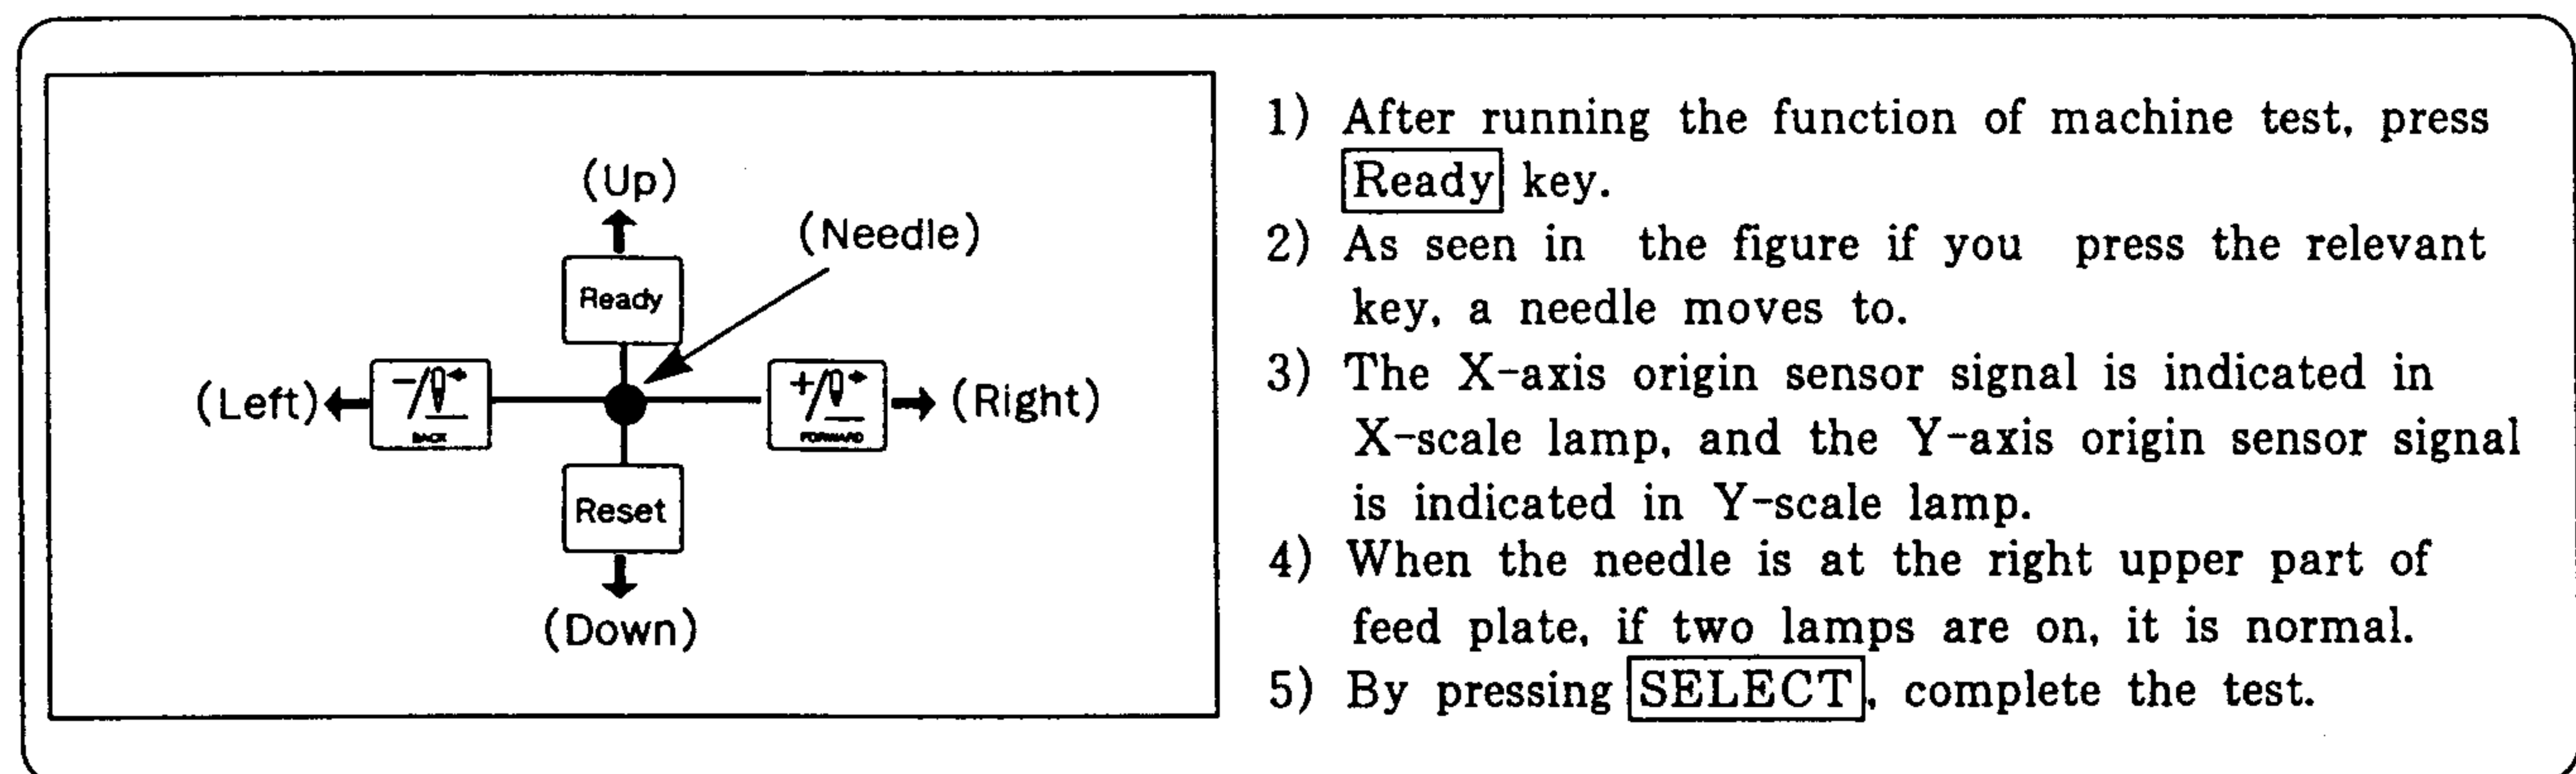 (Up)
(Needle)
Ready
(Left)
-/
BACK
+/
FORWARD
(Right)
Reset
(Down)
1) After running the function of machine test, press
Ready key.
2) As seen in the figure if you press the relevant
key, a needle moves to.
3) The X-axis origin sensor signal is indicated in
X-scale lamp, and the Y-axis origin sensor signal
is indicated in Y-scale lamp.
4) When the needle is at the right upper part of
feed plate, if two lamps are on, it is normal.
5) By pressing SELECT, complete the test.